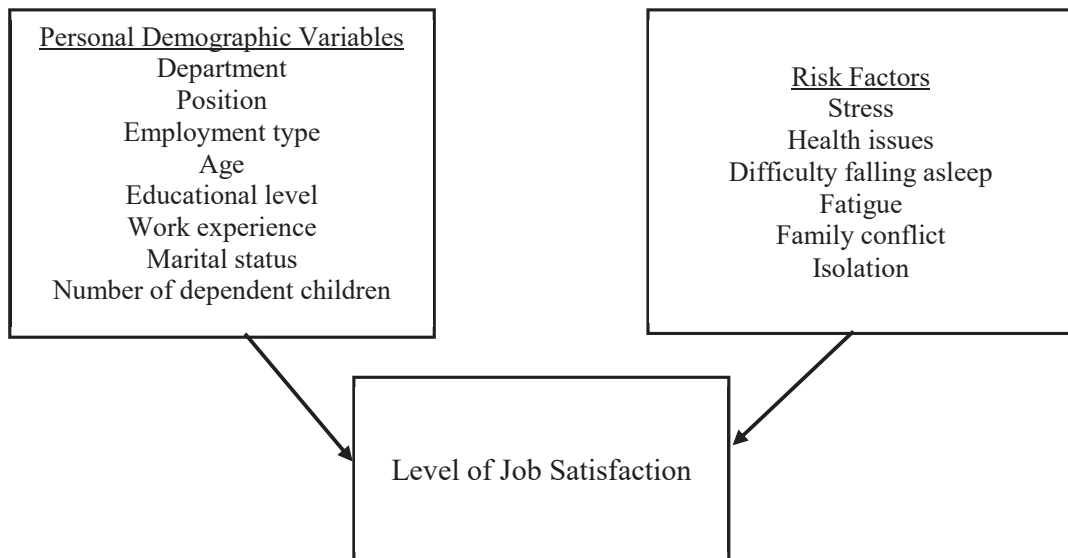 Personal Demographic Variables
Department
Position
Employment type
Age
Educational level
Work experience
Marital status
Number of dependent children
Risk Factors
Stress
Health issues
Difficulty falling asleep
Fatigue
Family conflict
Isolation
Level of Job Satisfaction